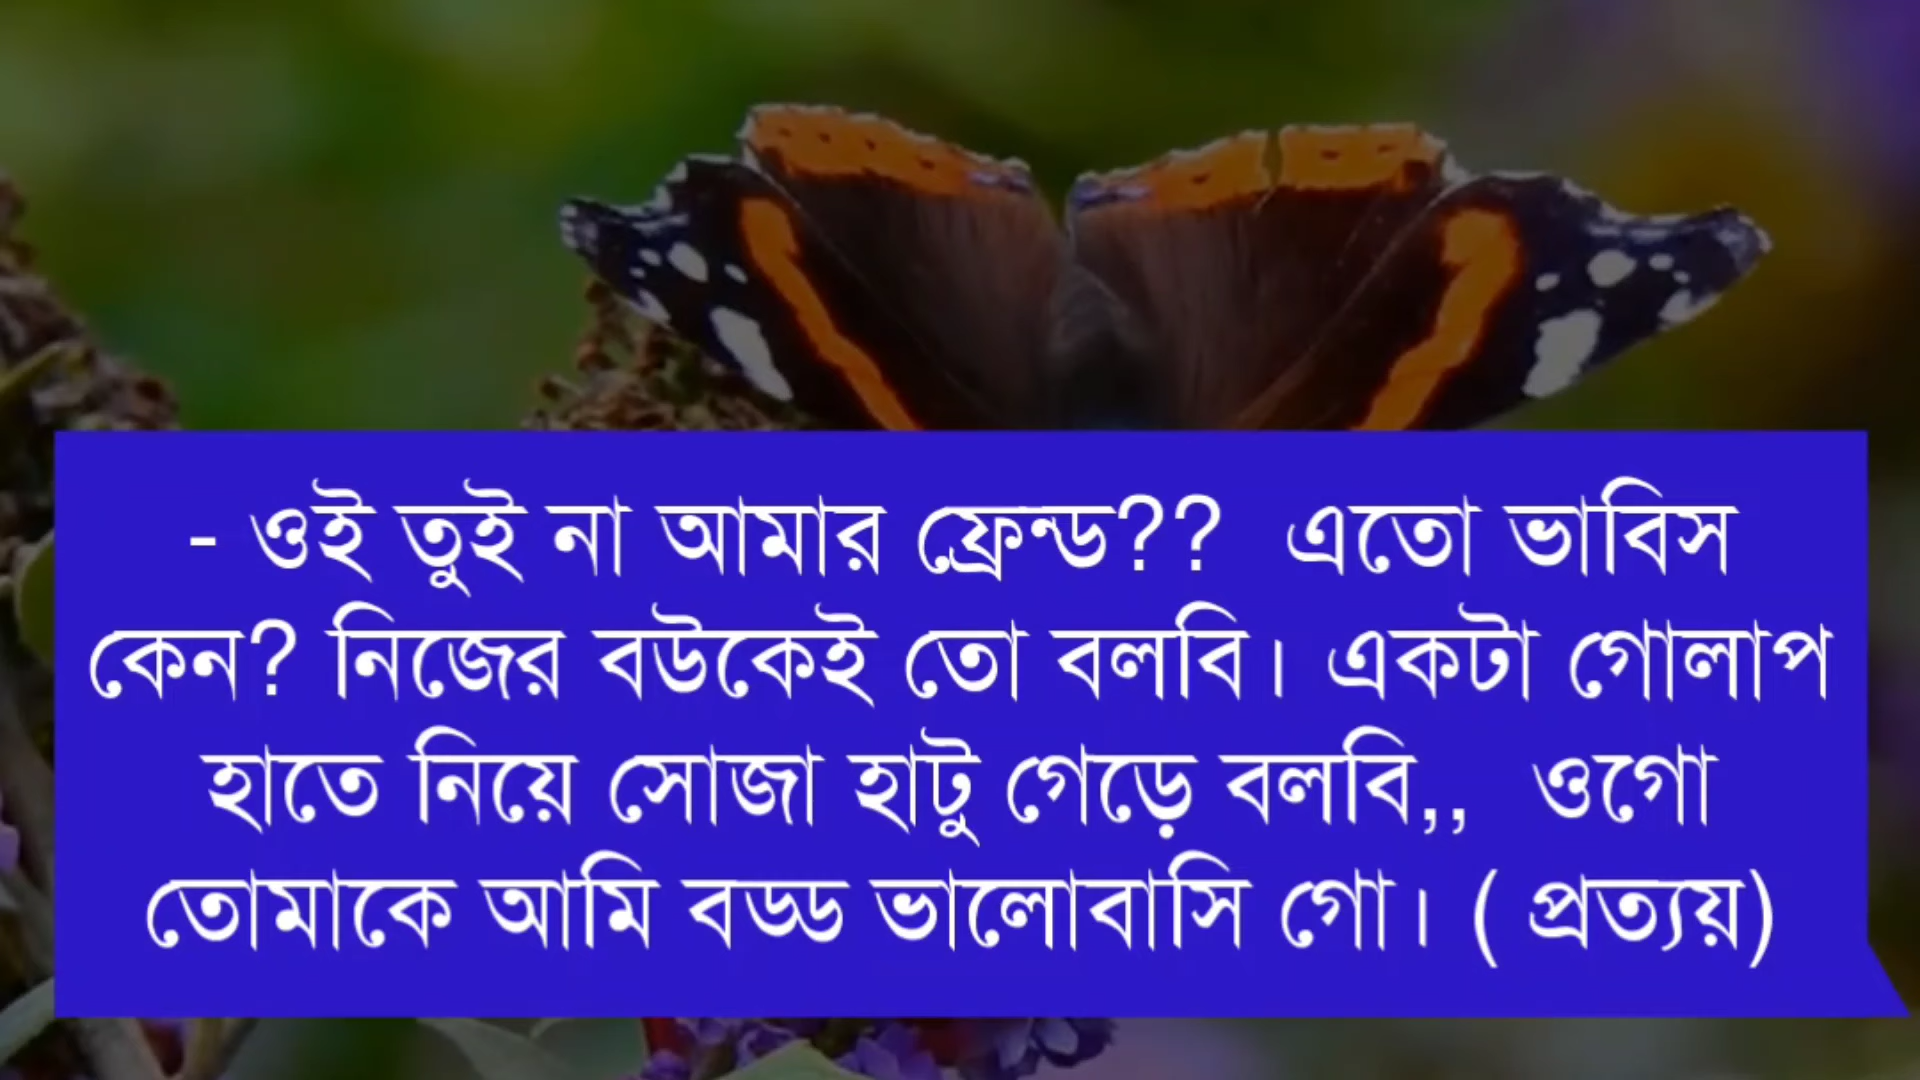 - ওই তুই না আমার ফ্রেন্ড??  এতো ভাবিস
কেন? নিজের বউকেই তো বলবি। একটা গোলাপ
হাতে নিয়ে সোজা হাটু গেড়ে বলবি,,  ওগো
তোমাকে আমি বড্ড ভালোবাসি গো। ( প্রত্যয়)